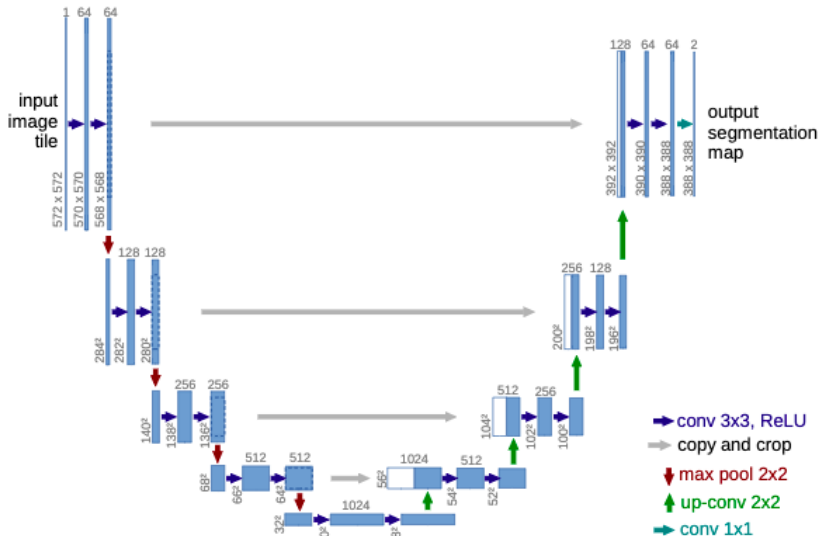 1 64 64
128 64 64 2
input
image
tile
output
segmentation
map
572 x 572
570 x 570
568 x 568
392 x 392
390 x 390
388 x 388
388 x 388
128 128
256 128
284²
282²
280²
200²
198²
196²
256 256
512 256
140²
138²
136²
104²
102²
100²
512 512
1024 512
68²
66²
64²
56²
54²
52²
1024
32²
conv 3x3, ReLU
copy and crop
max pool 2x2
up-conv 2x2
conv 1x1